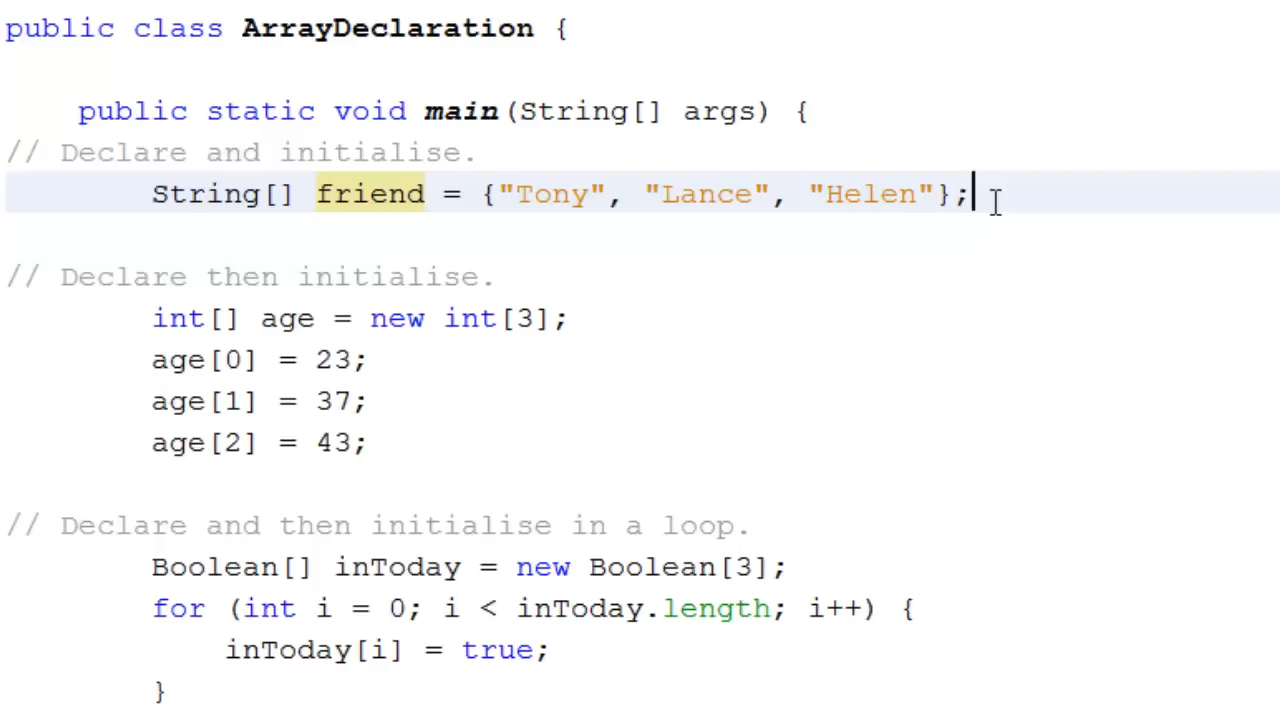 public class ArrayDeclaration {
public static void main(String[] args) {
// Declare and initialise.
String[] friend = {"Tony", "Lance", "Helen"};
// Declare then initialise.
int[] age = new int[3];
age[0] = 23;
age[1] = 37;
age[2] = 43;
// Declare and then initialise in a loop.
Boolean[] inToday = new Boolean[3];
for (int i = 0; i < inToday.length; i++) {
inToday[i] = true;
}